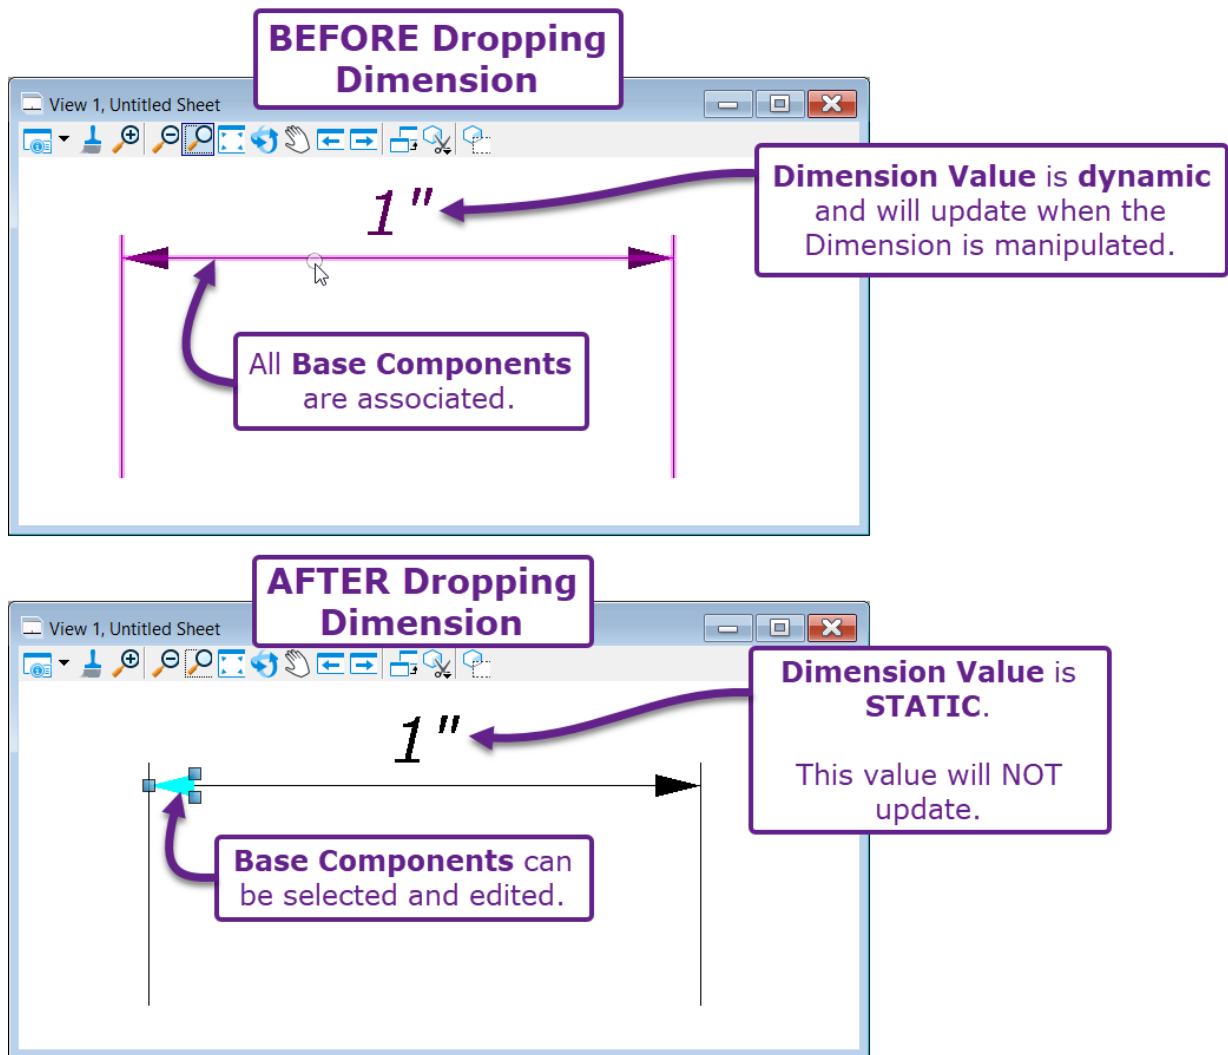 BEFORE Dropping
Dimension
View 1, Untitled Sheet
1"
Dimension Value is dynamic
and will update when the
Dimension is manipulated.
All Base Components
are associated.
AFTER Dropping
Dimension
View 1, Untitled Sheet
1"
Dimension Value is
STATIC.
This value will NOT
update.
Base Components can
be selected and edited.